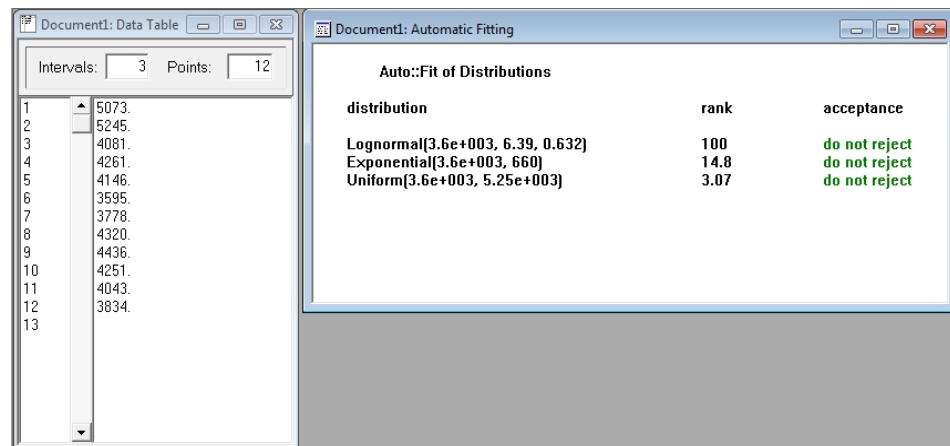 Document1: Data Table
Intervals: 3 Points: 12
1 5073.
2 5245.
3 4081.
4 4261.
5 4146.
6 3595.
7 3778.
8 4320.
9 4436.
10 4251.
11 4043.
12 3834.
13
Document1: Automatic Fitting
Auto::Fit of Distributions
distribution rank acceptance
Lognormal(3.6e+003, 6.39, 0.632) 100 do not reject
Exponential(3.6e+003, 660) 14.8 do not reject
Uniform(3.6e+003, 5.25e+003) 3.07 do not reject